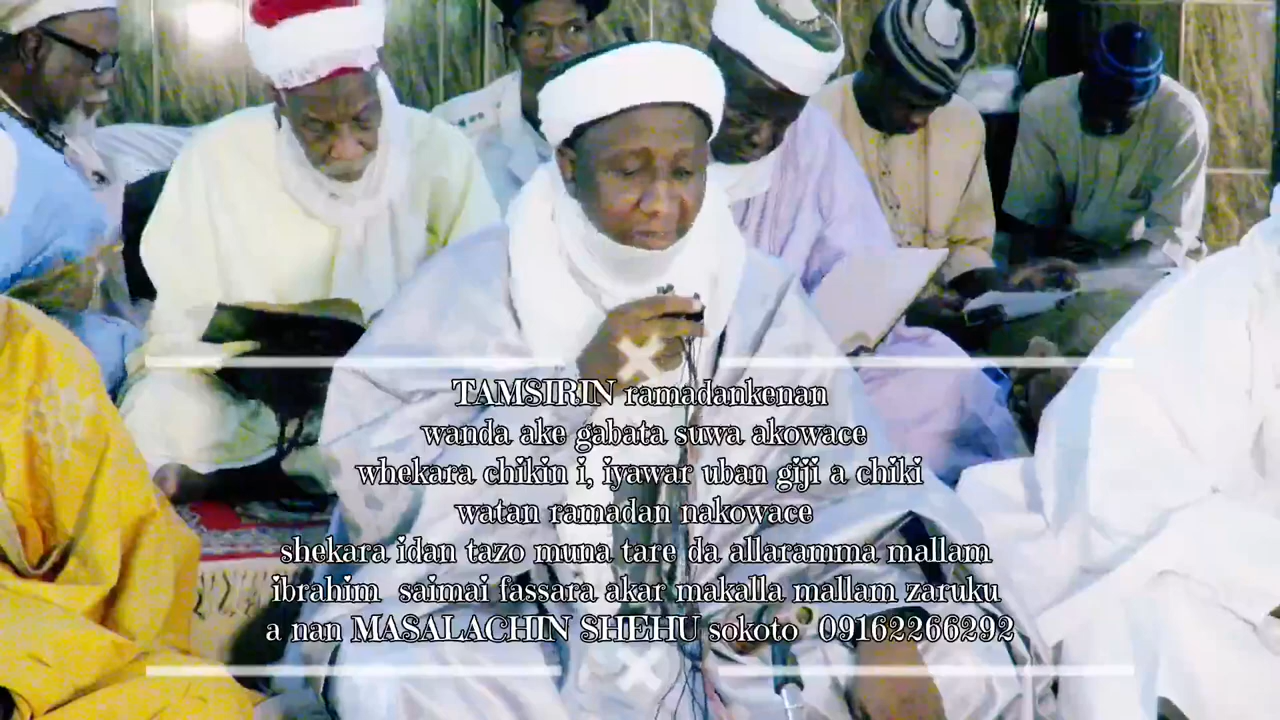 TAMSIRIN ramadankenan
wanda ake gabata suwa akowace
whekara chikin i, iyawar uban giji a chiki
watan ramadan nakowace
shekara idan tazo muna tare da allaramma mallam
ibrahim saimai fassara akar makalla mallam zaruku
a nan MASALACHIN SHEHU sokoto 09162266292